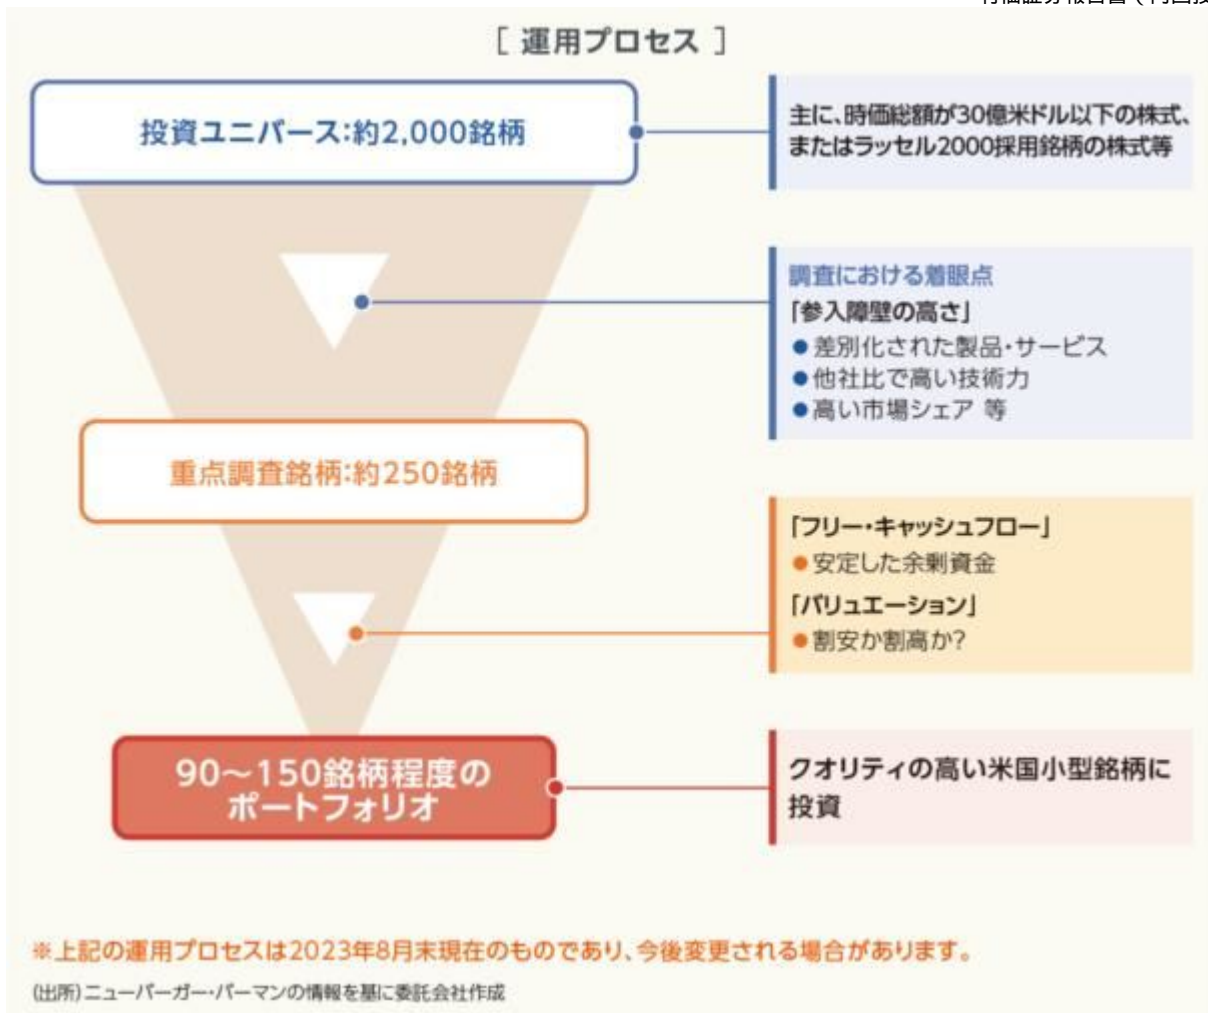 [ 運用プロセス ]
投資ユニバース:約2,000銘柄
主に、時価総額が30億米ドル以下の株式、
またはラッセル2000採用銘柄の株式等
調査における着眼点
「参入障壁の高さ」
●差別化された製品・サービス
●他社比で高い技術力
●高い市場シェア 等
重点調査銘柄:約250銘柄
「フリー・キャッシュフロー」
●安定した余剰資金
「バリュエーション」
●割安か割高か?
90〜150銘柄程度の
ポートフォリオ
クオリティの高い米国小型銘柄に
投資
※上記の運用プロセスは2023年8月末現在のものであり、今後変更される場合があります。
(出所)ニューバーガー・バーマンの情報を基に委託会社作成